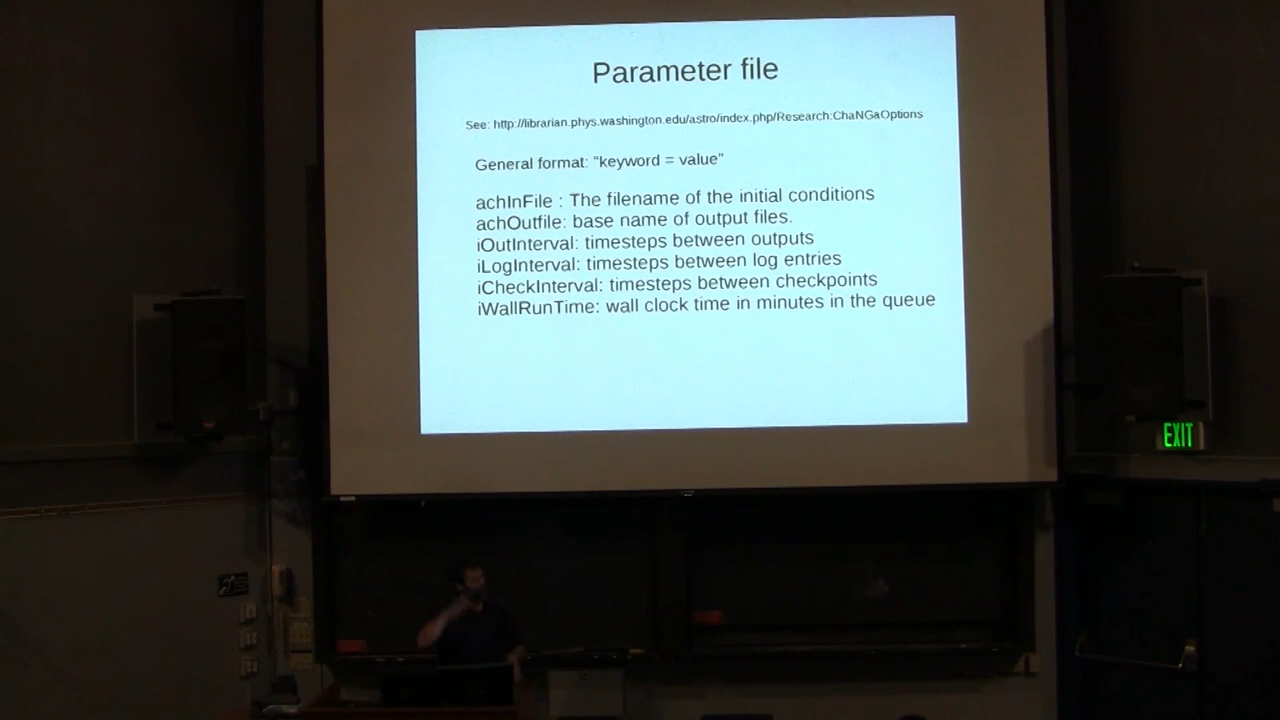 Parameter file
See: http://librarian.phys.washington.edu/astro/index.php/Research:ChaNGaOptions
General format: “keyword = value”
achInFile : The filename of the initial conditions
achOutfile: base name of output files.
iOutInterval: timesteps between outputs
iLogInterval: timesteps between log entries
iCheckInterval: timesteps between checkpoints
iWallRunTime: wall clock time in minutes in the queue
EXIT